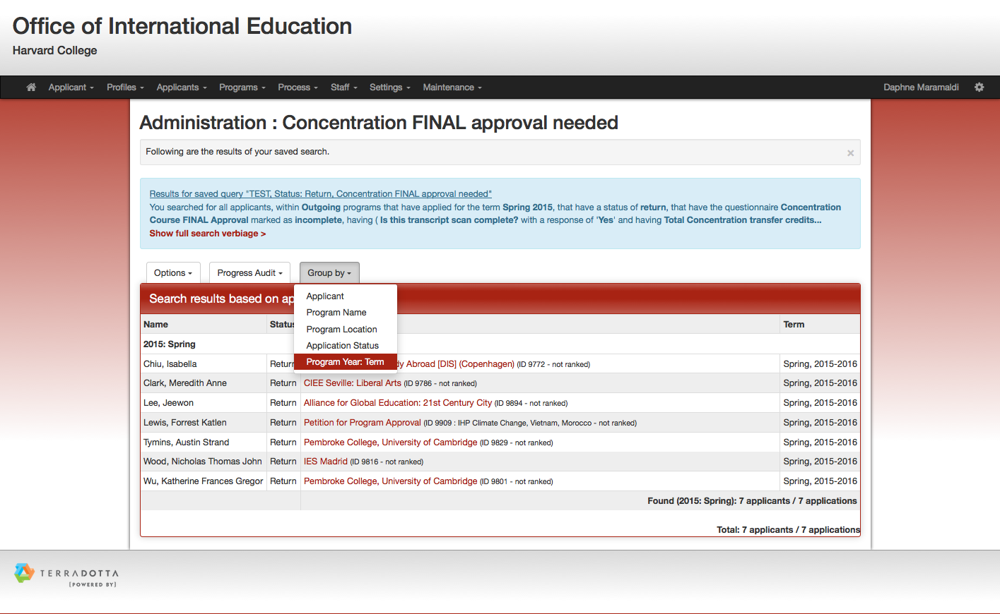 Office of International Education
Harvard College
Applicant Profiles Applicants Programs Process Staff Settings Maintenance Daphne Maramaldi
Administration : Concentration FINAL approval needed
Following are the results of your saved search. ×
Results for saved query "TEST, Status: Return, Concentration FINAL approval needed"
You searched for all applicants, within Outgoing programs that have applied for the term Spring 2015, that have a status of return, that have the questionnaire Concentration
Course FINAL Approval marked as incomplete, having ( Is this transcript scan complete? with a response of 'Yes' and having Total Concentration transfer credits...
Show full search verbiage >
Options Progress Audit Group by
Applicant
Program Name
Program Location
Application Status
Program Year: Term
Search results based on ap
Name Status Term
2015: Spring
Chiu, Isabella Return dy Abroad [DIS] (Copenhagen) (ID 9772 - not ranked) Spring, 2015-2016
Clark, Meredith Anne Return CIEE Seville: Liberal Arts (ID 9786 - not ranked) Spring, 2015-2016
Lee, Jeewon Return Alliance for Global Education: 21st Century City (ID 9894 - not ranked) Spring, 2015-2016
Lewis, Forrest Katlen Return Petition for Program Approval (ID 9909 : IHP Climate Change, Vietnam, Morocco - not ranked) Spring, 2015-2016
Tymins, Austin Strand Return Pembroke College, University of Cambridge (ID 9829 - not ranked) Spring, 2015-2016
Wood, Nicholas Thomas John Return IES Madrid (ID 9816 - not ranked) Spring, 2015-2016
Wu, Katherine Frances Gregor Return Pembroke College, University of Cambridge (ID 9801 - not ranked) Spring, 2015-2016
Found (2015: Spring): 7 applicants / 7 applications
Total: 7 applicants / 7 applications
TERRADOTTA
[POWERED BY]